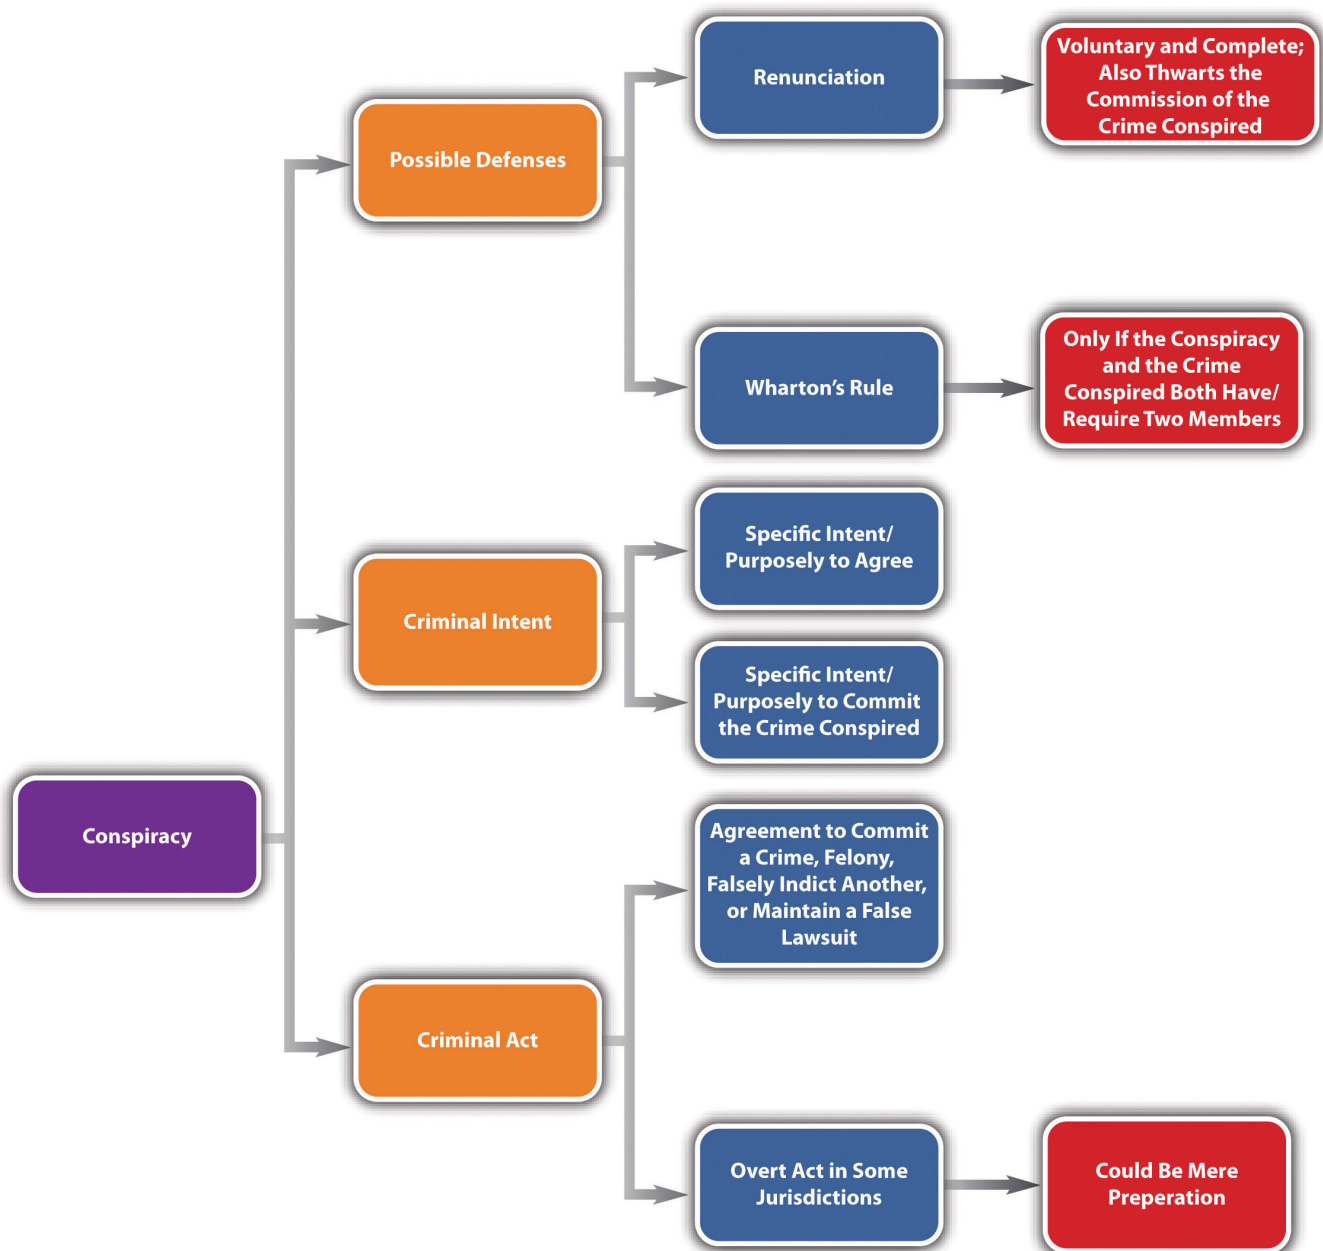 Renunciation
Voluntary and Complete;
Also Thwarts the
Commission of the
Crime Conspired
Possible Defenses
Wharton's Rule
Only If the Conspiracy
and the Crime
Conspired Both Have/
Require Two Members
Specific Intent/
Purposely to Agree
Criminal Intent
Specific Intent/
Purposely to Commit
the Crime Conspired
Conspiracy
Agreement to Commit
a Crime, Felony,
Falsely Indict Another,
or Maintain a False
Lawsuit
Criminal Act
Overt Act in Some
Jurisdictions
Could Be Mere
Preperation